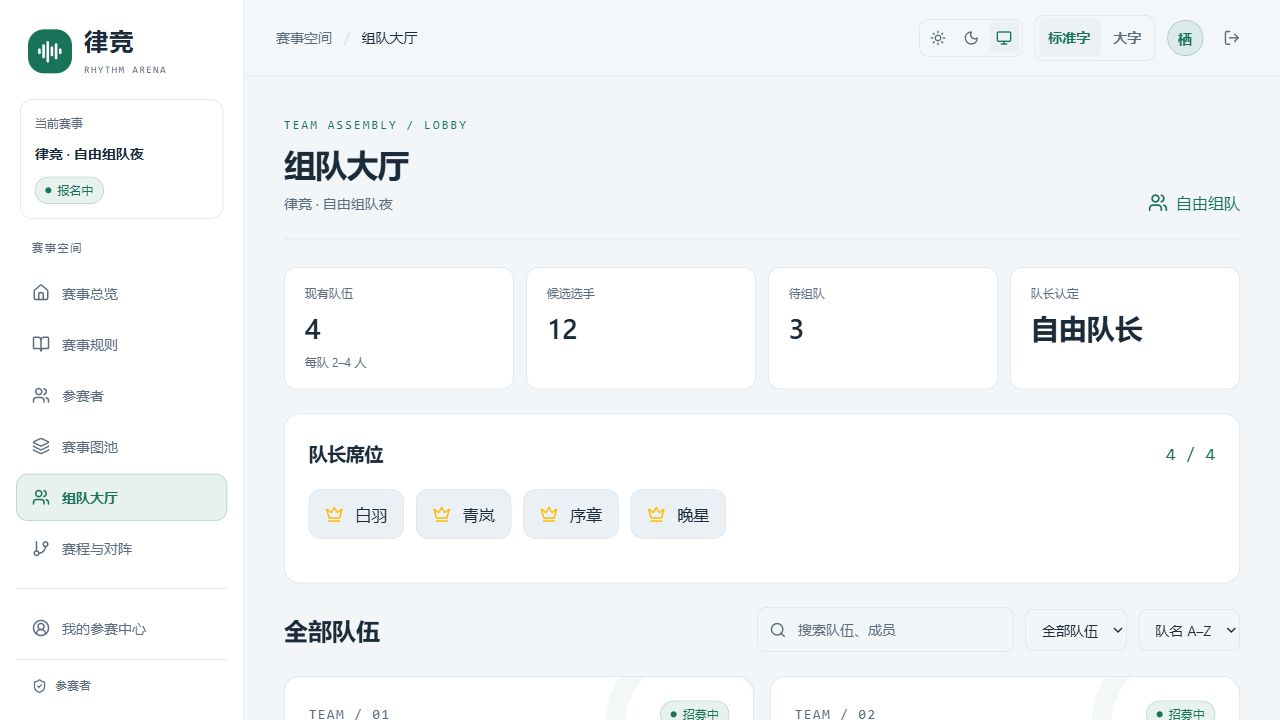 律竞
RHYTHM ARENA
当前赛事
律竞 · 自由组队夜
报名中
赛事空间
赛事总览
赛事规则
参赛者
赛事图池
组队大厅
赛程与对阵
我的参赛中心
参赛者
赛事空间 / 组队大厅
标准字 大字 栖
TEAM ASSEMBLY / LOBBY
组队大厅
律竞 · 自由组队夜
自由组队
现有队伍
4
每队 2–4 人
候选选手
12
待组队
3
队长认定
自由队长
队长席位
4 / 4
白羽 青岚 序章 晚星
全部队伍
搜索队伍、成员
全部队伍
队名 A–Z
TEAM / 01
招募中
TEAM / 02
招募中